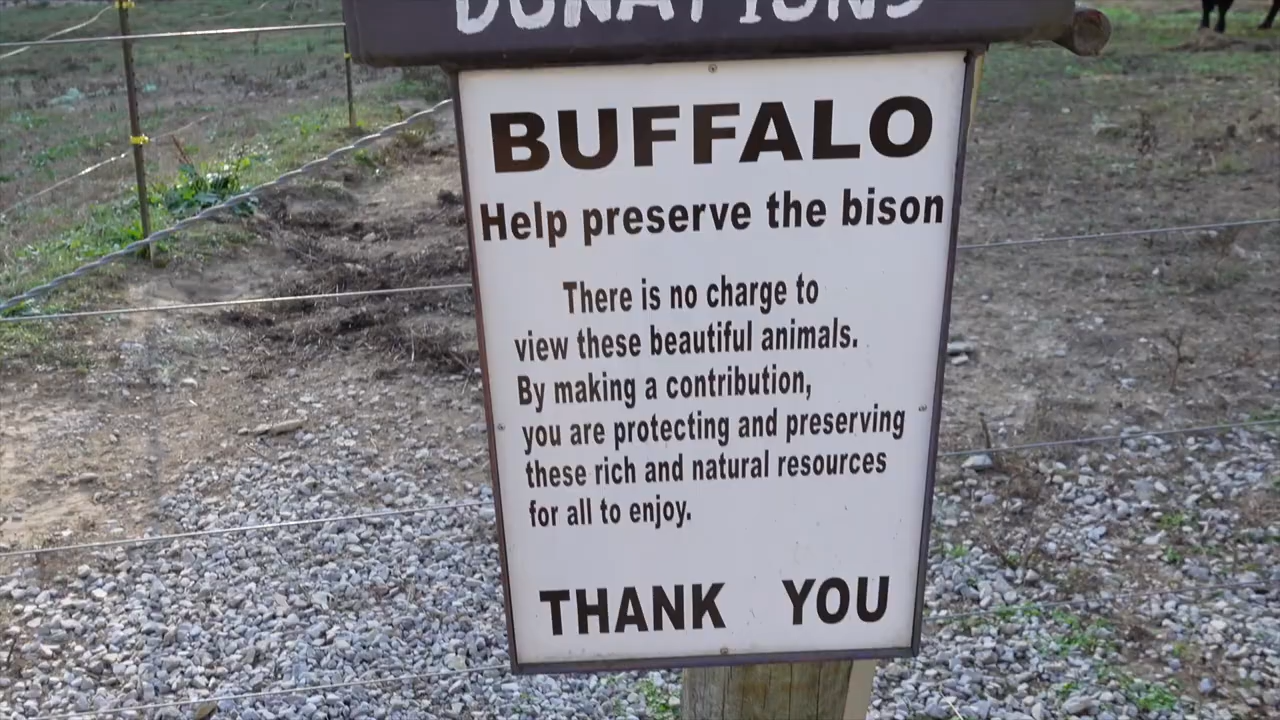 DONATIONS
BUFFALO
Help preserve the bison
There is no charge to
view these beautiful animals.
By making a contribution,
you are protecting and preserving
these rich and natural resources
for all to enjoy.
THANK YOU